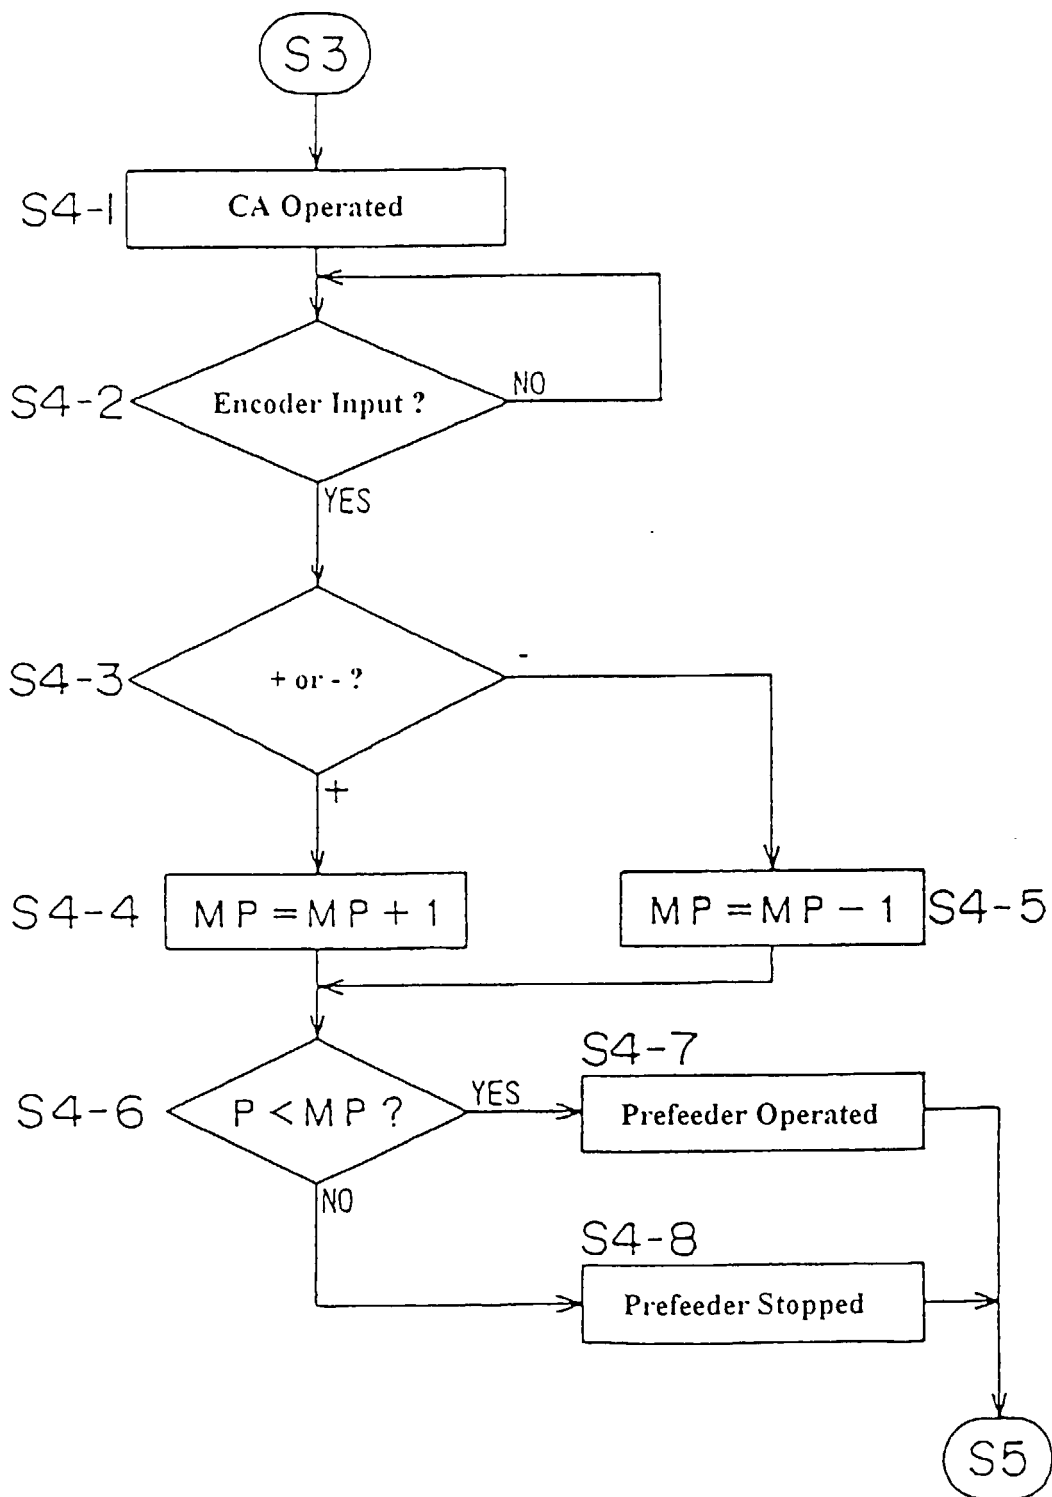 S3
S4-1
CA Operated
S4-2
Encoder Input ?
NO
YES
S4-3
+ or - ?
-
+
S4-4
MP = MP + 1
MP = MP - 1
S4-5
S4-6
P < MP ?
YES
NO
S4-7
Prefeeder Operated
S4-8
Prefeeder Stopped
S5